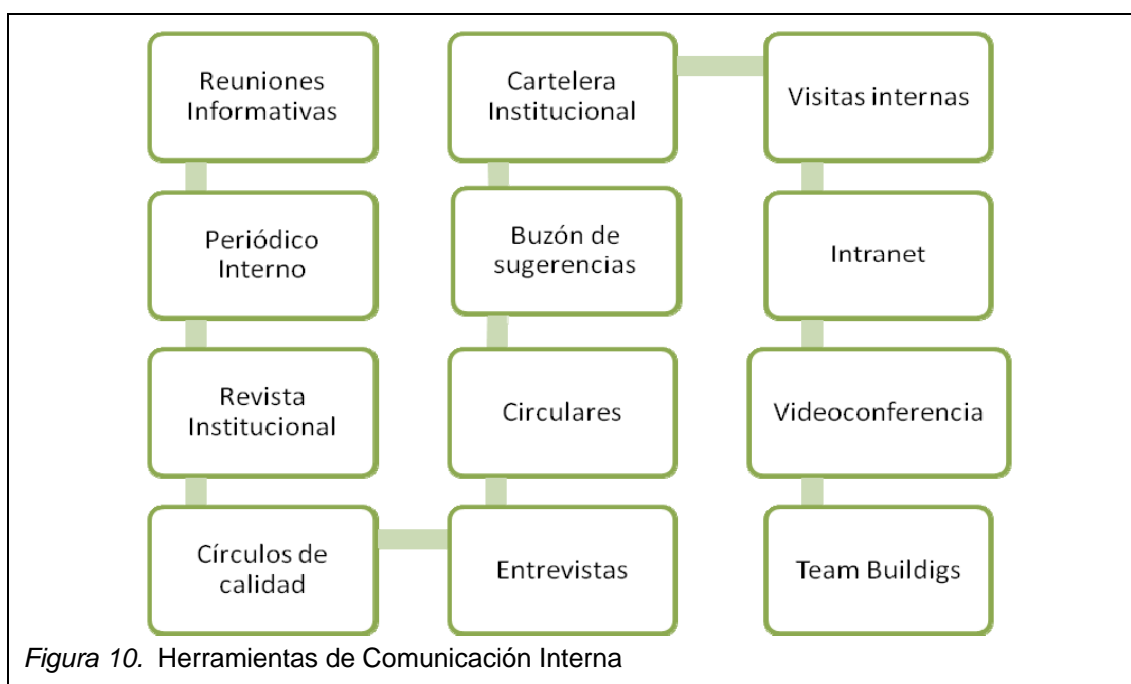 Reuniones
Informativas
Periódico
Interno
Revista
Institucional
Círculos de
calidad
Entrevistas
Circulares
Buzón de
sugerencias
Cartelera
Institucional
Visitas internas
Intranet
Videoconferencia
Team Buildigs
Figura 10. Herramientas de Comunicación Interna